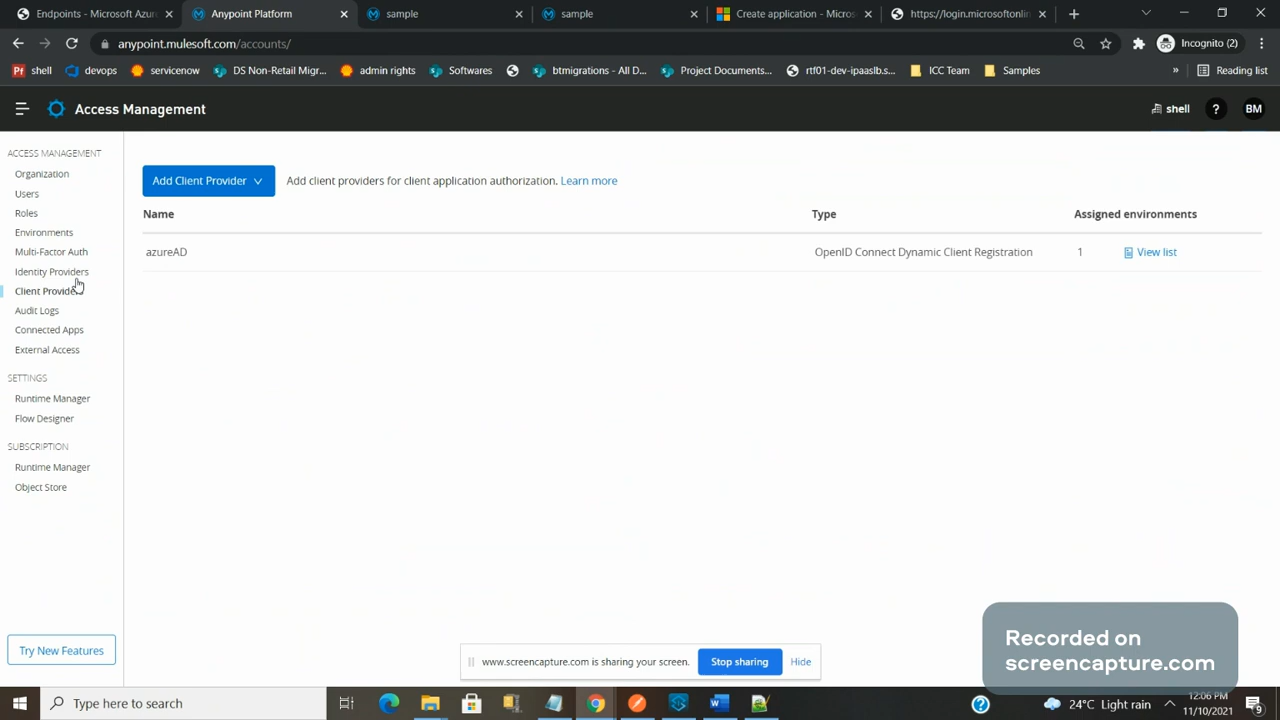 Endpoints - Microsoft Azur
Anypoint Platform
sample
sample
Create application - Microsof
https://login.microsoftonlin
anypoint.mulesoft.com/accounts/
Incognito (2)
shell
devops
servicenow
DS Non-Retail Migr...
admin rights
Softwares
btmigrations - All D...
Project Documents...
rtf01-dev-ipaaslb.s...
ICC Team
Samples
»
Reading list
Access Management
shell
?
BM
ACCESS MANAGEMENT
Organization
Users
Roles
Environments
Multi-Factor Auth
Identity Providers
Client Provide
Audit Logs
Connected Apps
External Access
SETTINGS
Runtime Manager
Flow Designer
SUBSCRIPTION
Runtime Manager
Object Store
Try New Features
Add Client Provider
Add client providers for client application authorization. Learn more
Name
Type
Assigned environments
azureAD
OpenID Connect Dynamic Client Registration
1
View list
www.screencapture.com is sharing your screen.
Stop sharing
Hide
Recorded on
screencapture.com
Type here to search
24°C Light rain
12:06 PM
11/10/2021
9